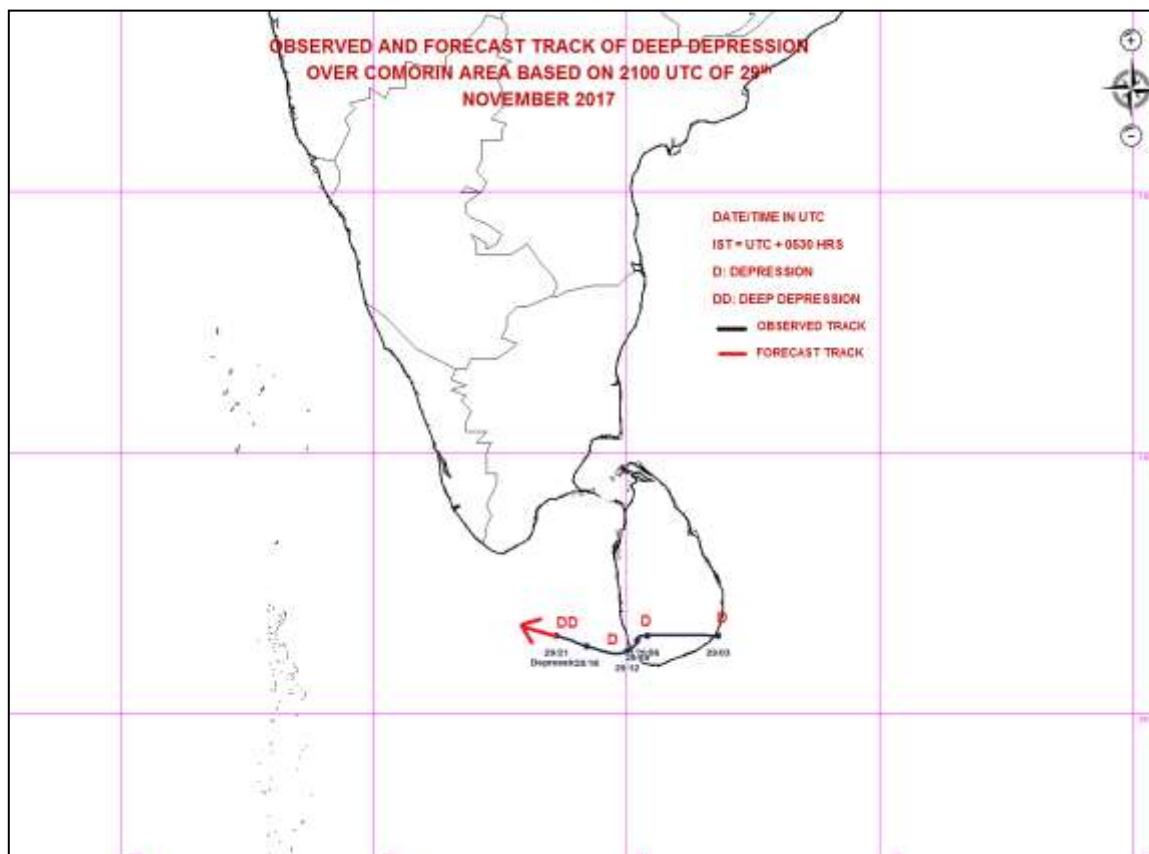 OBSERVED AND FORECAST TRACK OF DEEP DEPRESSION
OVER COMORIN AREA BASED ON 2100 UTC OF 29th
NOVEMBER 2017
DATE/TIME IN UTC
IST = UTC + 0530 HRS
D: DEPRESSION
DD: DEEP DEPRESSION
OBSERVED TRACK
FORECAST TRACK
DD
D
D
D
29/21
29/03
29/12